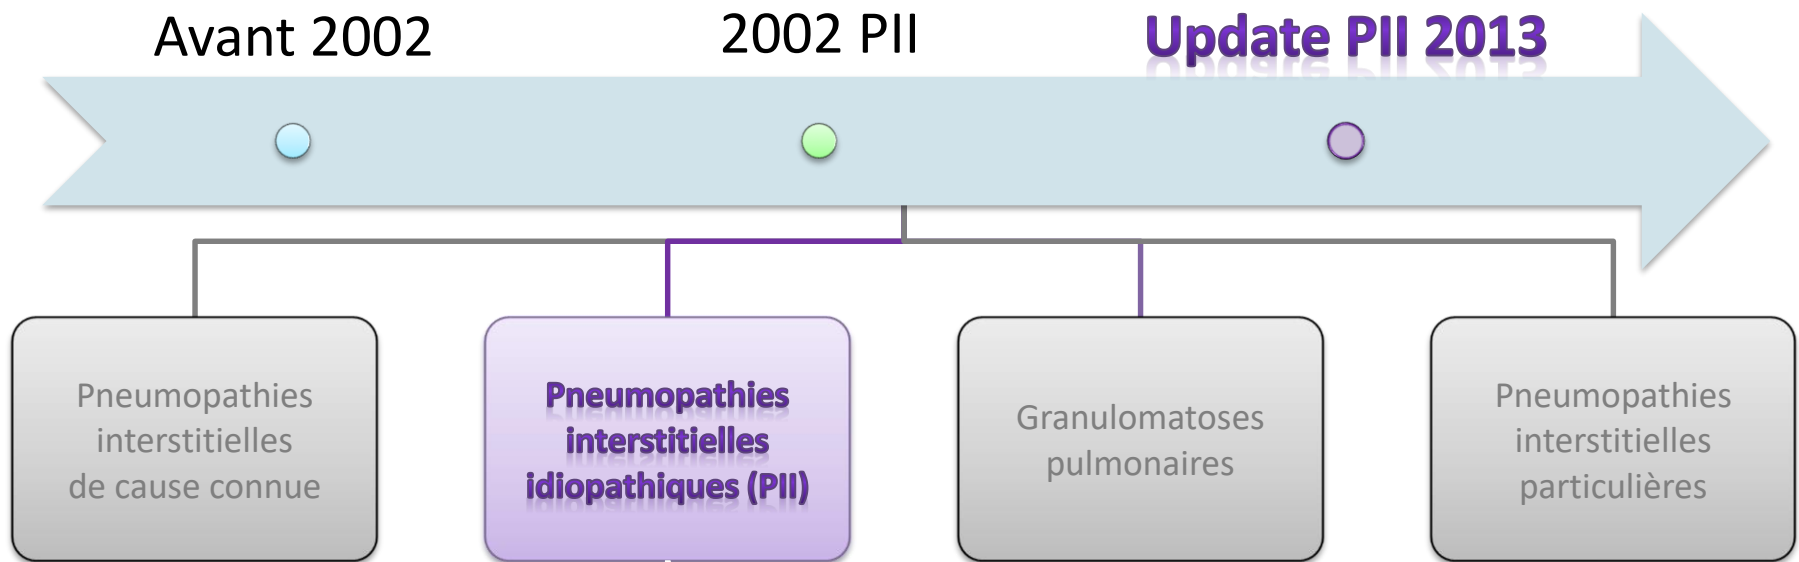 Avant 2002
2002 PII
Update PII 2013
Pneumopathies
interstitielles
de cause connue
Pneumopathies
interstitielles
idiopathiques (PII)
Granulomatoses
pulmonaires
Pneumopathies
interstitielles
particulières